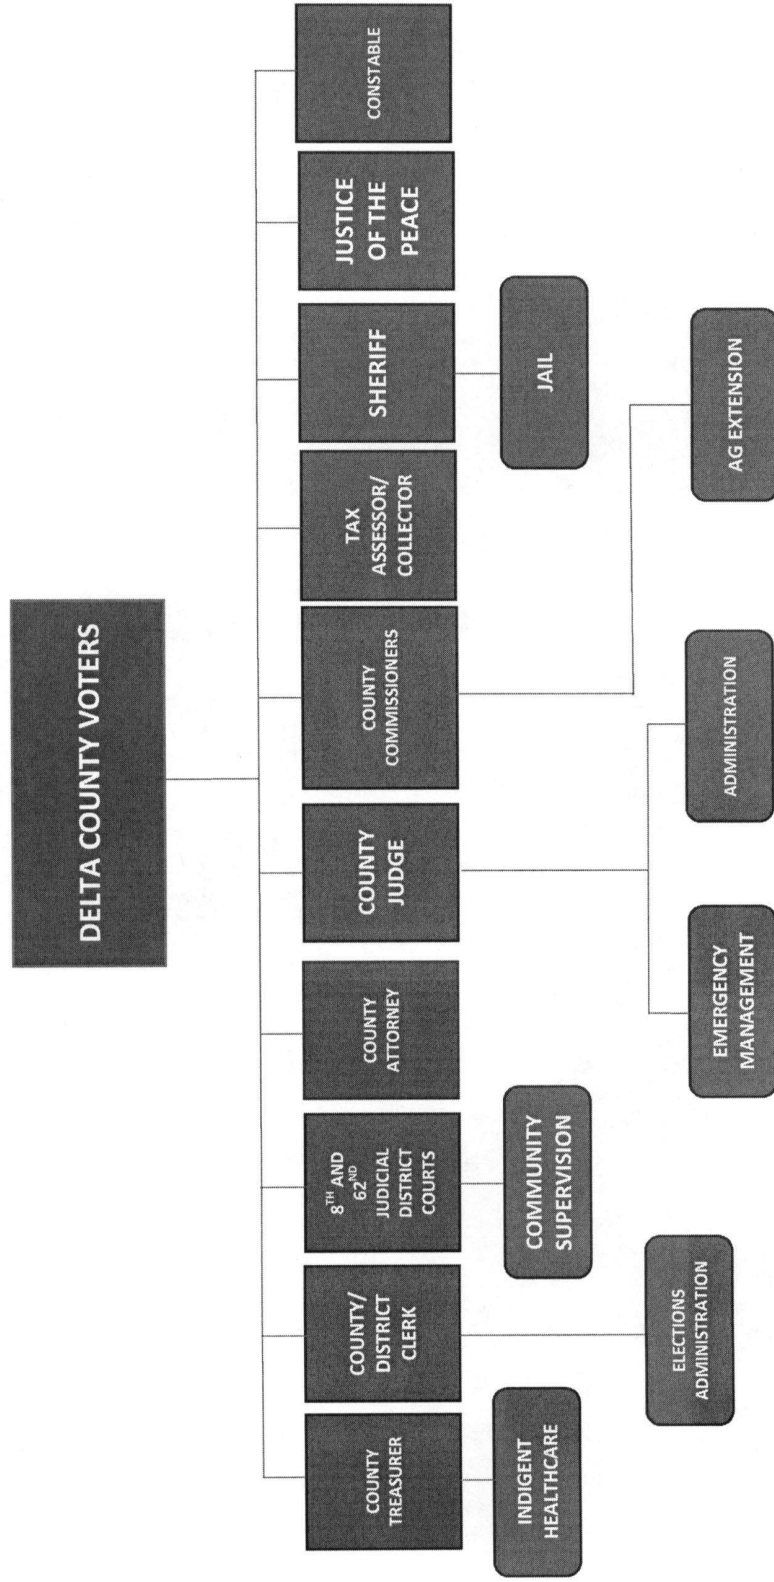 DELTA COUNTY VOTERS
COUNTY
TREASURER
COUNTY/
DISTRICT
CLERK
8TH AND
62ND
JUDICIAL
DISTRICT
COURTS
COUNTY
ATTORNEY
COUNTY
JUDGE
COUNTY
COMMISSIONERS
TAX
ASSESSOR/
COLLECTOR
SHERIFF
JUSTICE
OF THE
PEACE
CONSTABLE
INDIGENT
HEALTHCARE
COMMUNITY
SUPERVISION
JAIL
ELECTIONS
ADMINISTRATION
EMERGENCY
MANAGEMENT
ADMINISTRATION
AG EXTENSION